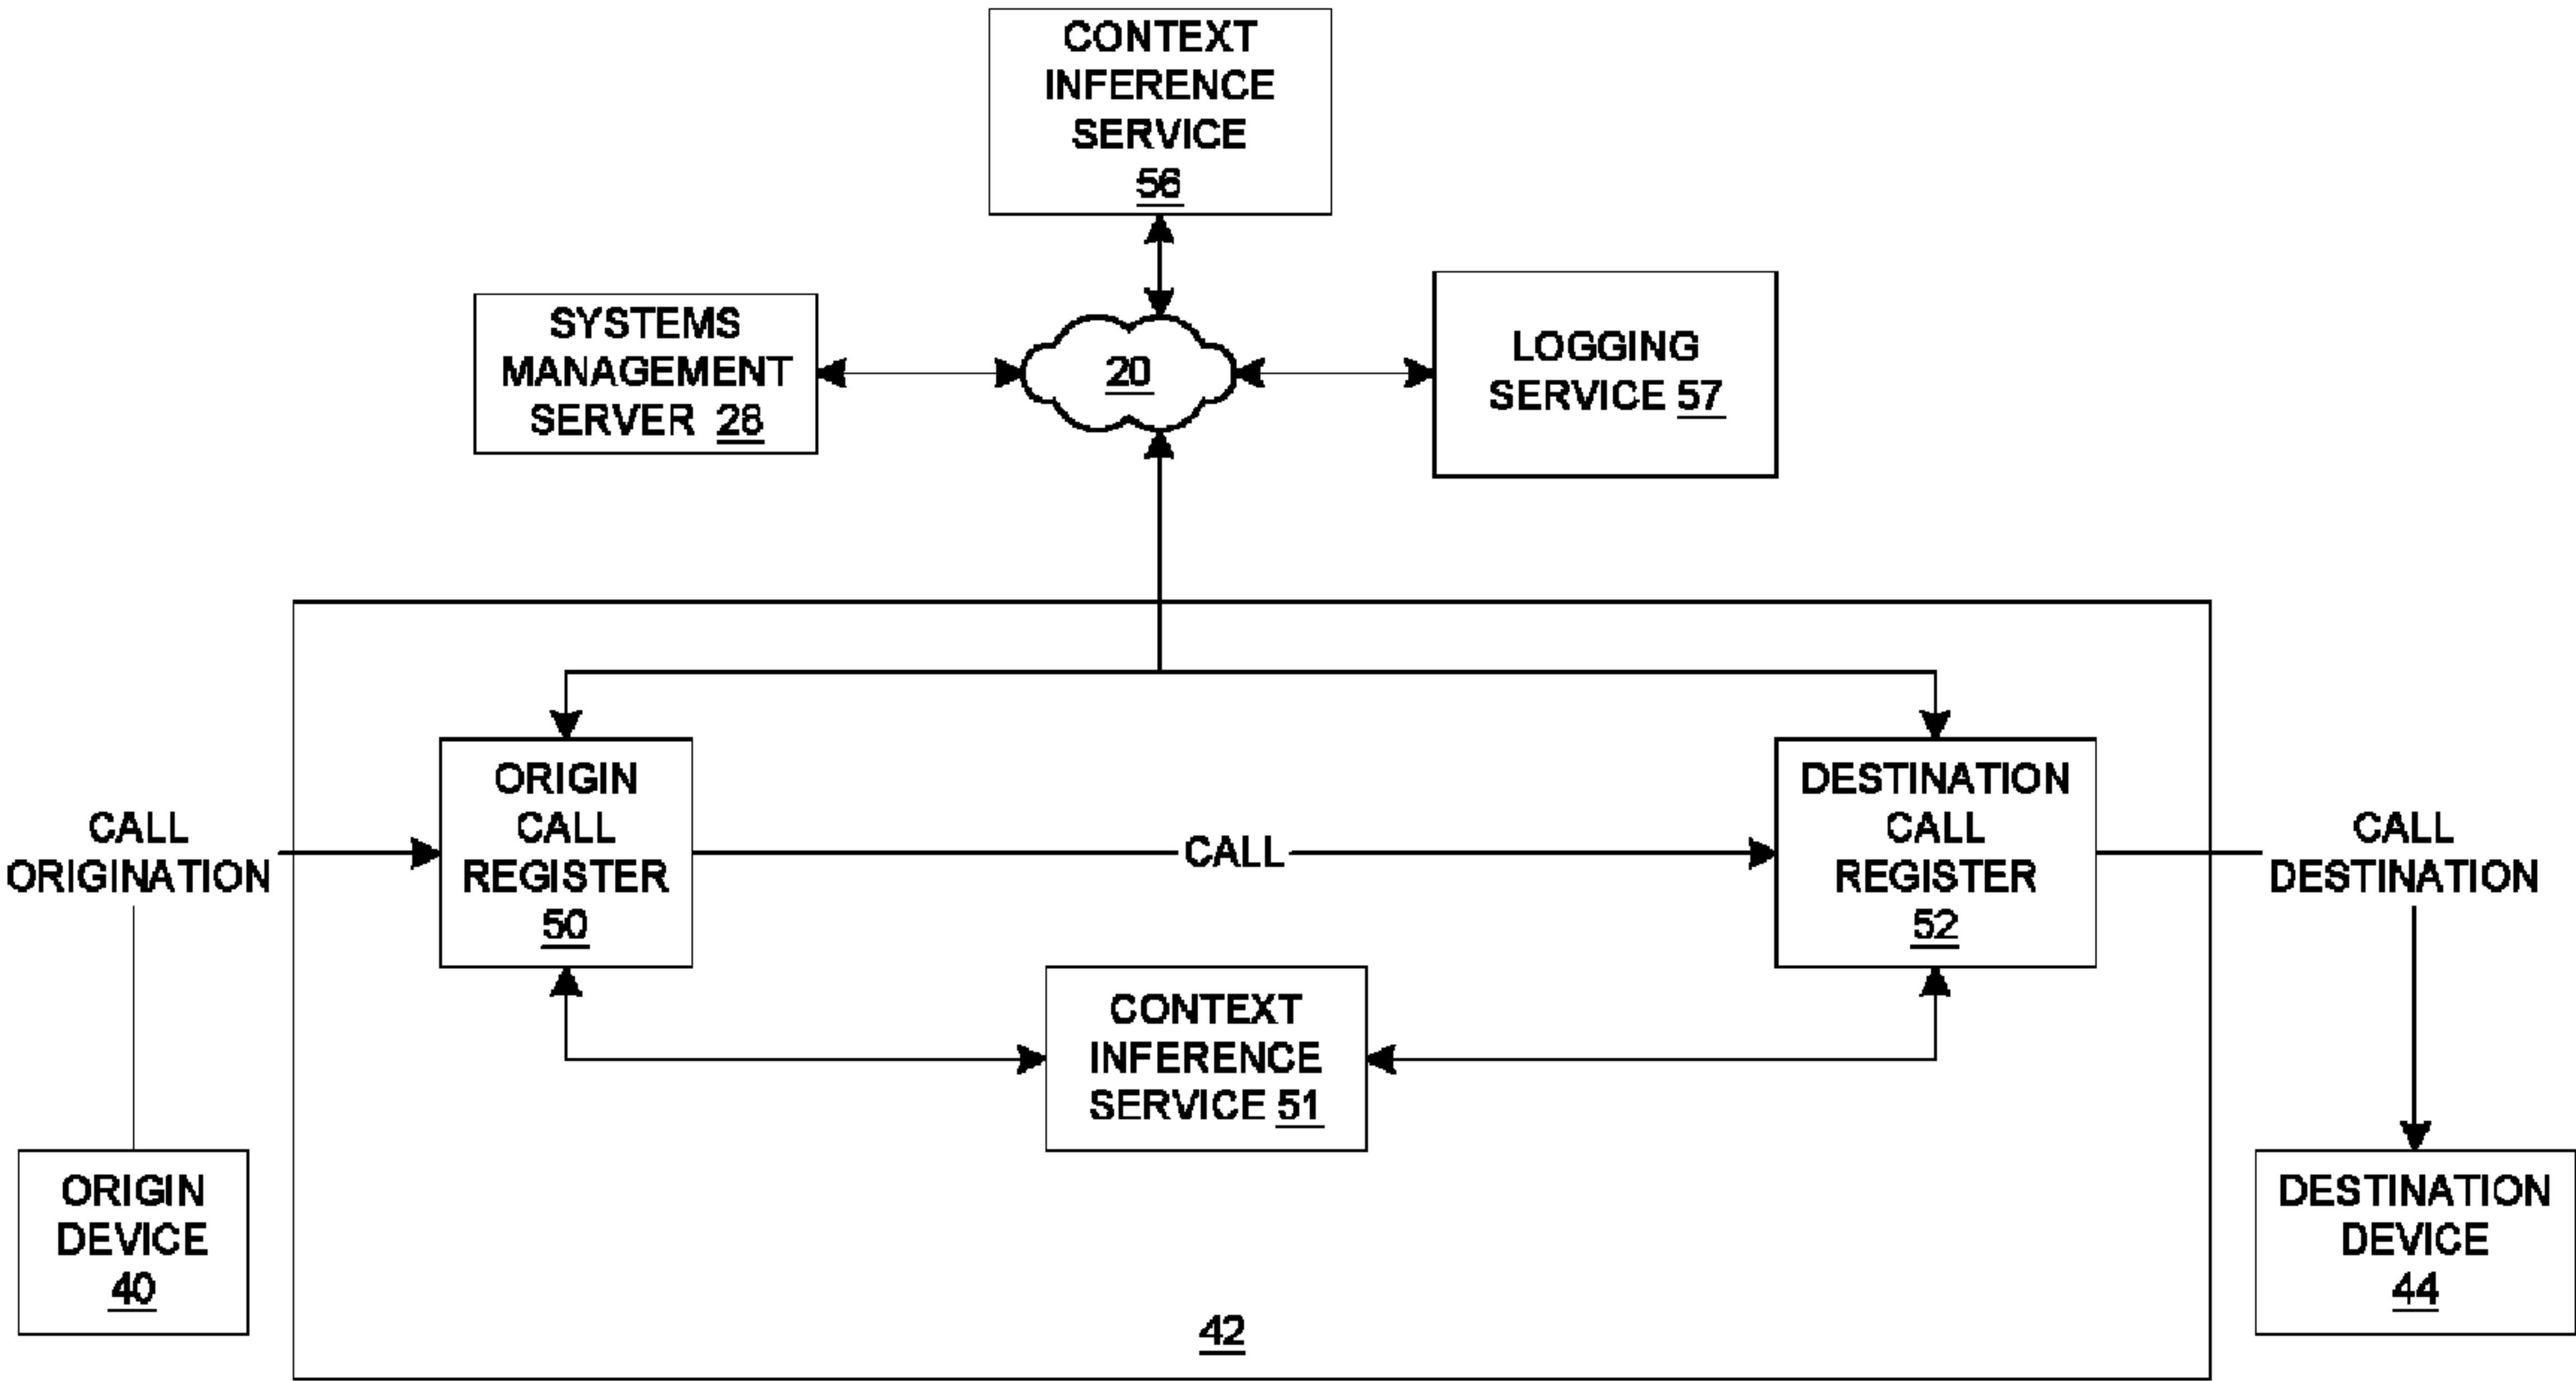 CONTEXT
INFERENCE
SERVICE
56
SYSTEMS
MANAGEMENT
SERVER 28
20
LOGGING
SERVICE 57
CALL
ORIGINATION
ORIGIN
CALL
REGISTER
50
CALL
DESTINATION
CALL
REGISTER
52
CALL
DESTINATION
CONTEXT
INFERENCE
SERVICE 51
ORIGIN
DEVICE
40
DESTINATION
DEVICE
44
42